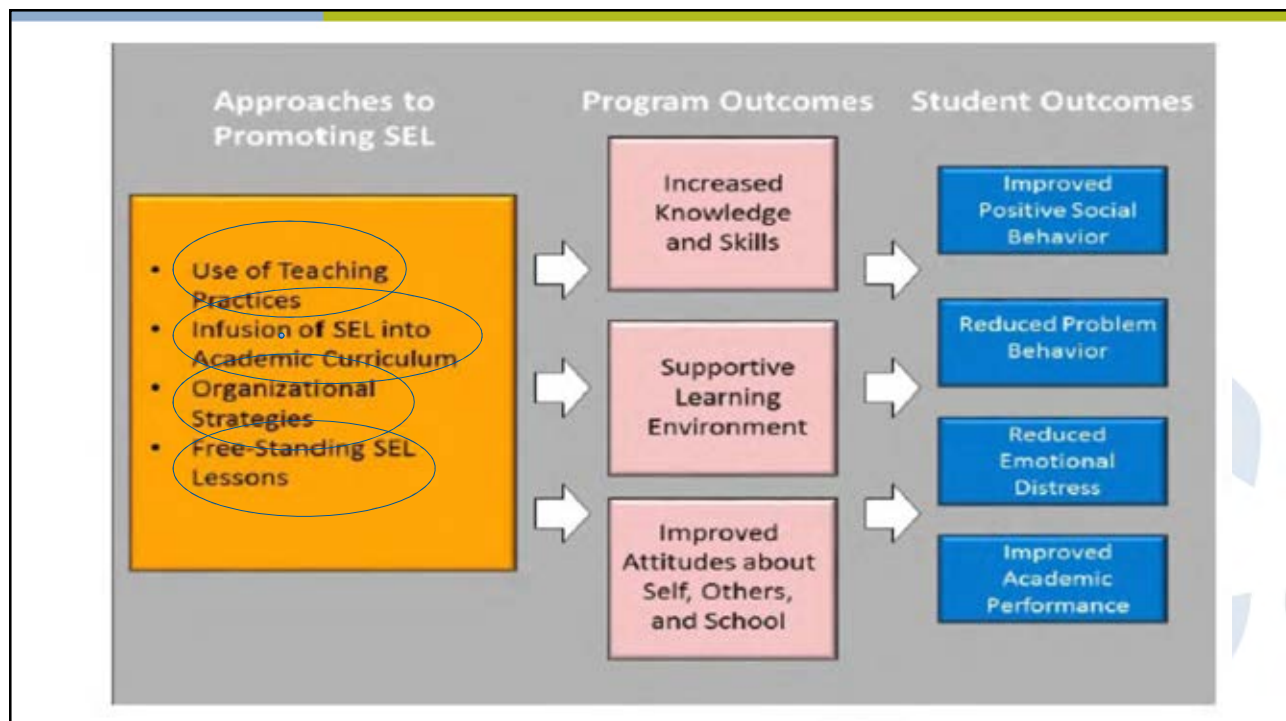 Approaches to
Promoting SEL
• Use of Teaching
Practices
• Infusion of SEL into
Academic Curriculum
• Organizational
Strategies
• Free-Standing SEL
Lessons
Program Outcomes
Increased
Knowledge
and Skills
Supportive
Learning
Environment
Improved
Attitudes about
Self, Others,
and School
Student Outcomes
Improved
Positive Social
Behavior
Reduced Problem
Behavior
Reduced
Emotional
Distress
Improved
Academic
Performance